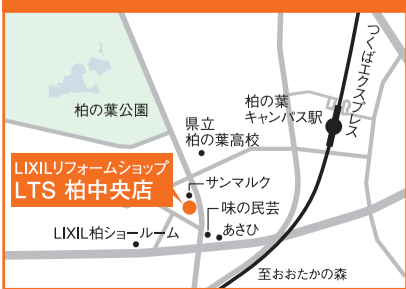 つくばエクスプレス
柏の葉公園
柏の葉
キャンパス駅
県立
柏の葉高校
LIXILリフォームショップ
LTS 柏中央店
サンマルク
味の民芸
LIXIL柏ショールーム
あさひ
至おおたかの森